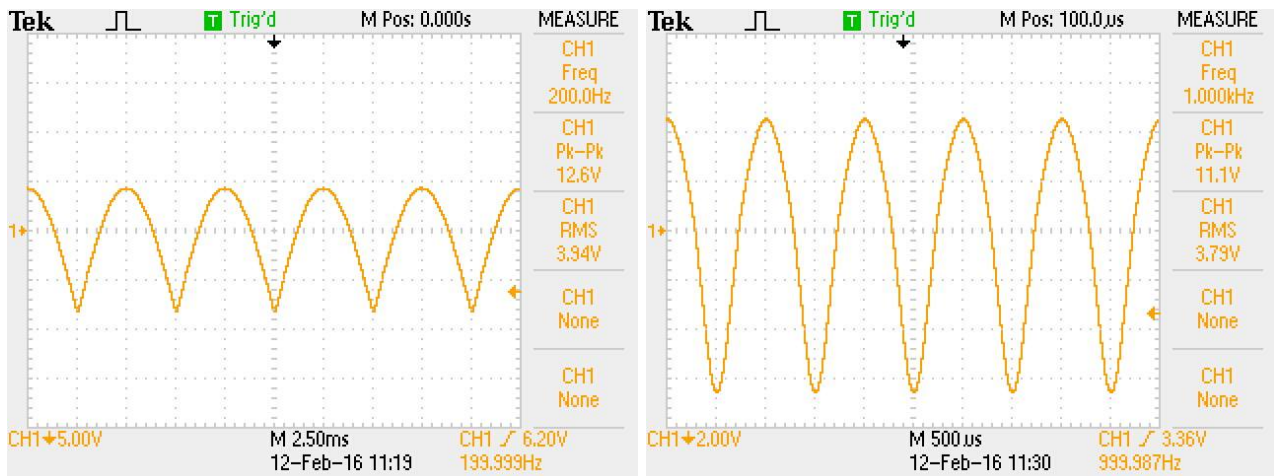 Tek T Trig'd M Pos: 0.000s MEASURE
CH1
Freq
200.0Hz
CH1
Pk-Pk
12.6V
1
CH1
RMS
3.94V
CH1
None
CH1
None
CH1 5.00V M 2.50ms CH1 6.20V
12-Feb-16 11:19 199.999Hz
Tek T Trig'd M Pos: 100.0µs MEASURE
CH1
Freq
1.000kHz
CH1
Pk-Pk
11.1V
1
CH1
RMS
3.79V
CH1
None
CH1
None
CH1 2.00V M 500µs CH1 3.36V
12-Feb-16 11:30 999.987Hz